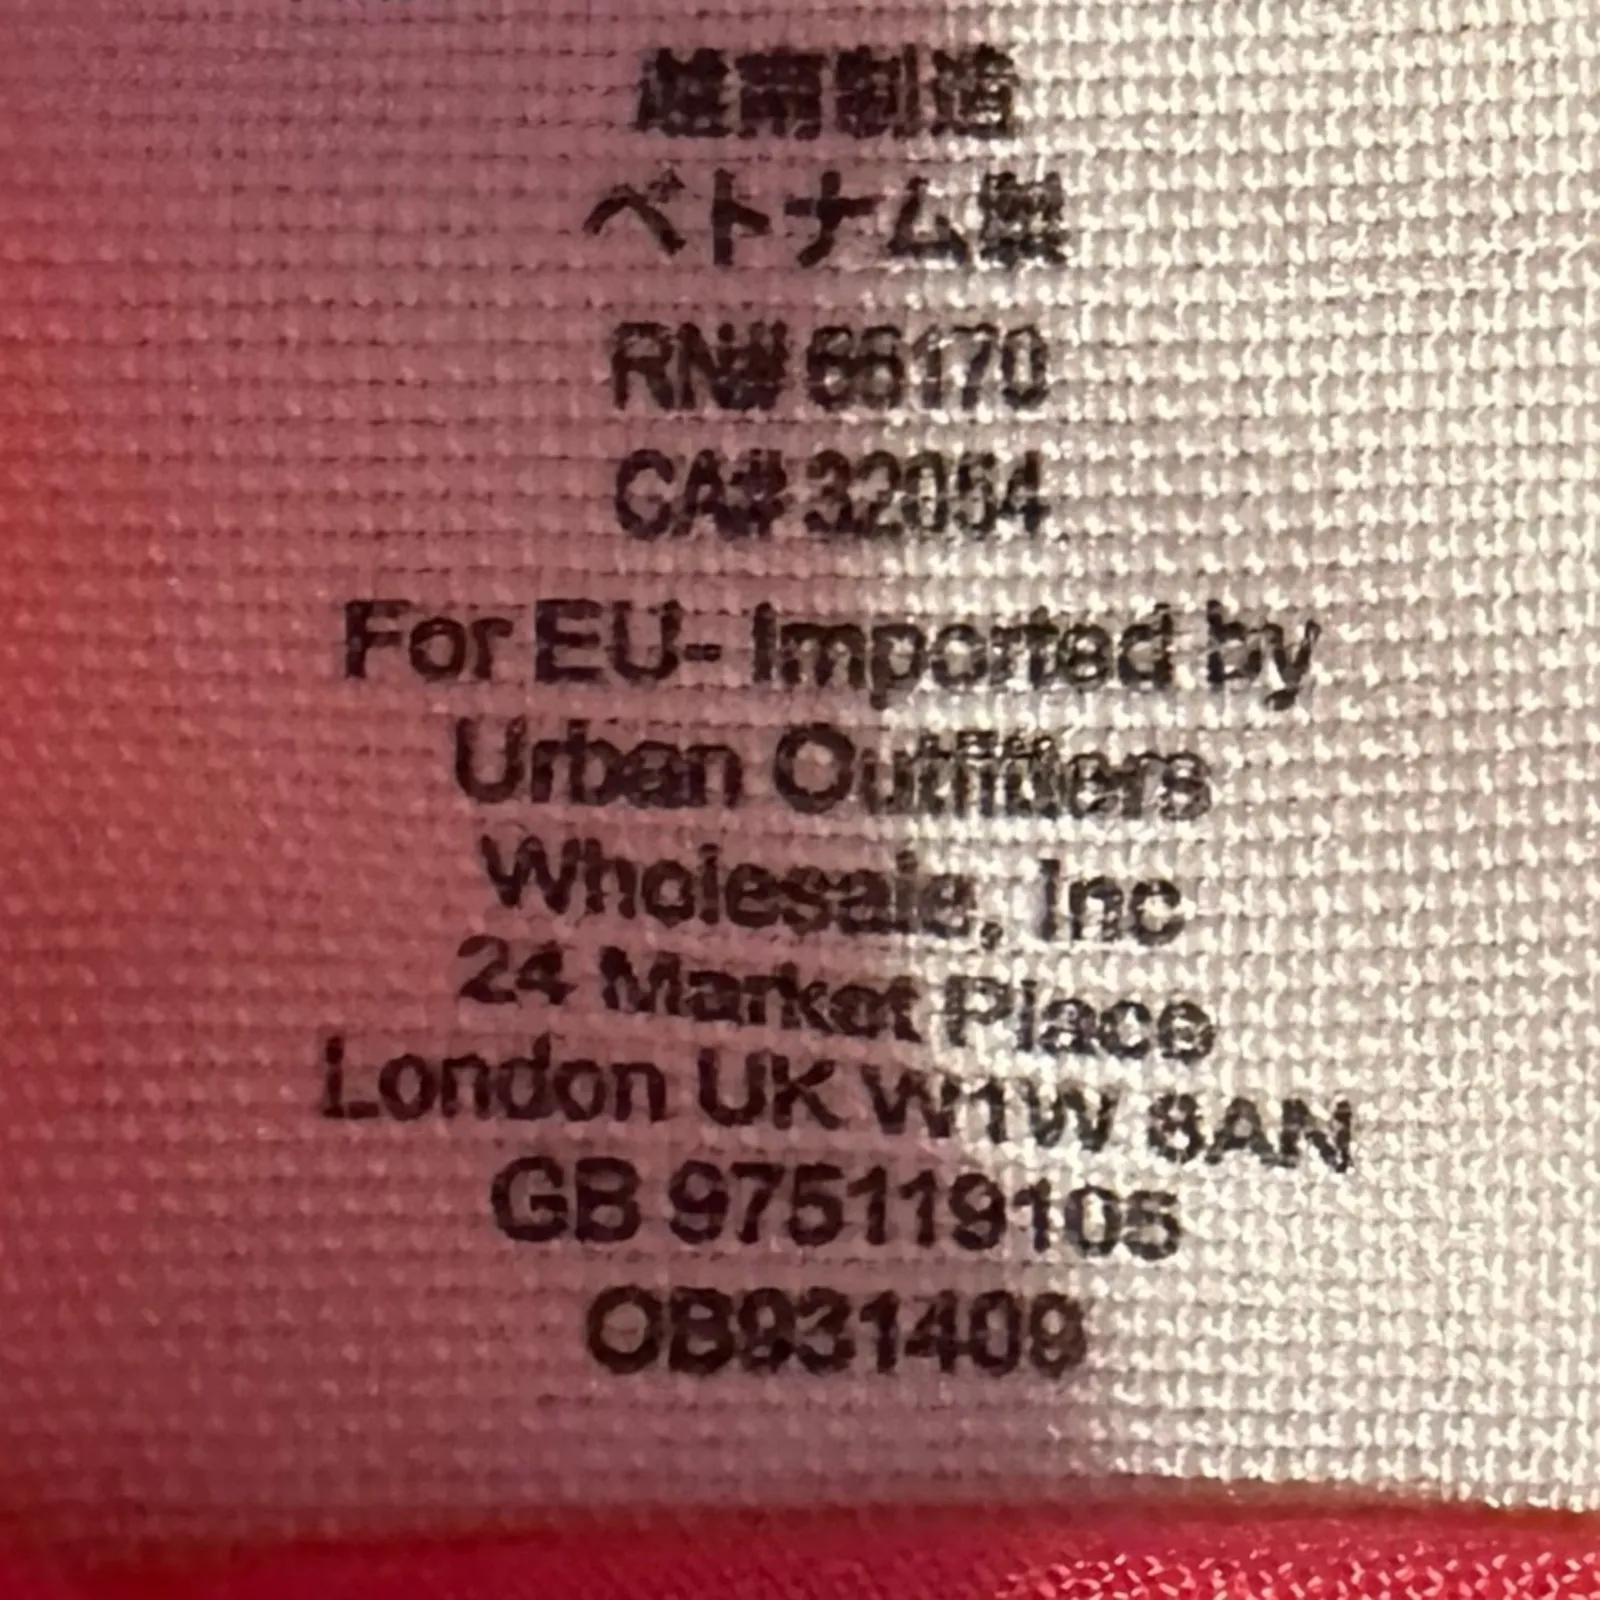 越南制造
ベトナム製
RN# 66170
CA# 32054
For EU- Imported by
Urban Outfitters
Wholesale, Inc
24 Market Place
London UK W1W 8AN
GB 975119105
OB931409